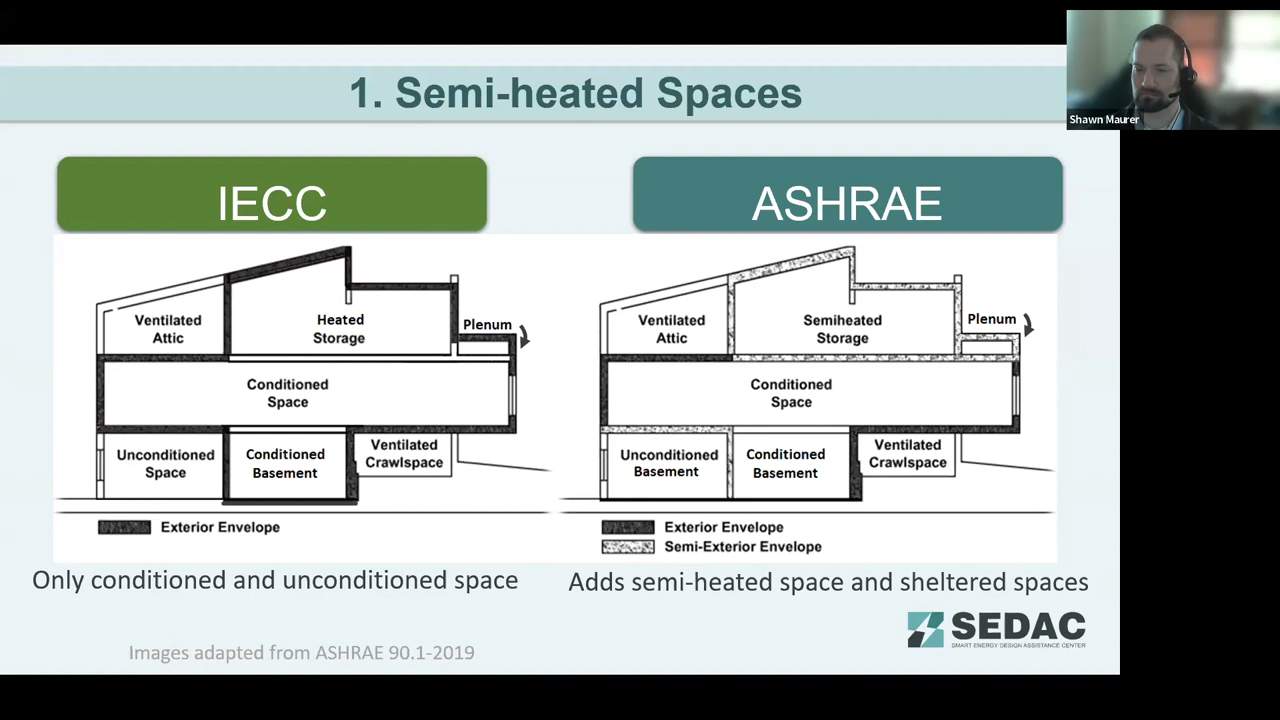 1. Semi-heated Spaces
Shawn Maurer
IECC
Ventilated
Attic
Heated
Storage
Plenum
Conditioned
Space
Unconditioned
Space
Conditioned
Basement
Ventilated
Crawlspace
Exterior Envelope
Only conditioned and unconditioned space
ASHRAE
Ventilated
Attic
Semiheated
Storage
Plenum
Conditioned
Space
Unconditioned
Basement
Conditioned
Basement
Ventilated
Crawlspace
Exterior Envelope
Semi-Exterior Envelope
Adds semi-heated space and sheltered spaces
Images adapted from ASHRAE 90.1-2019
SEDAC
SMART ENERGY DESIGN ASSISTANCE CENTER